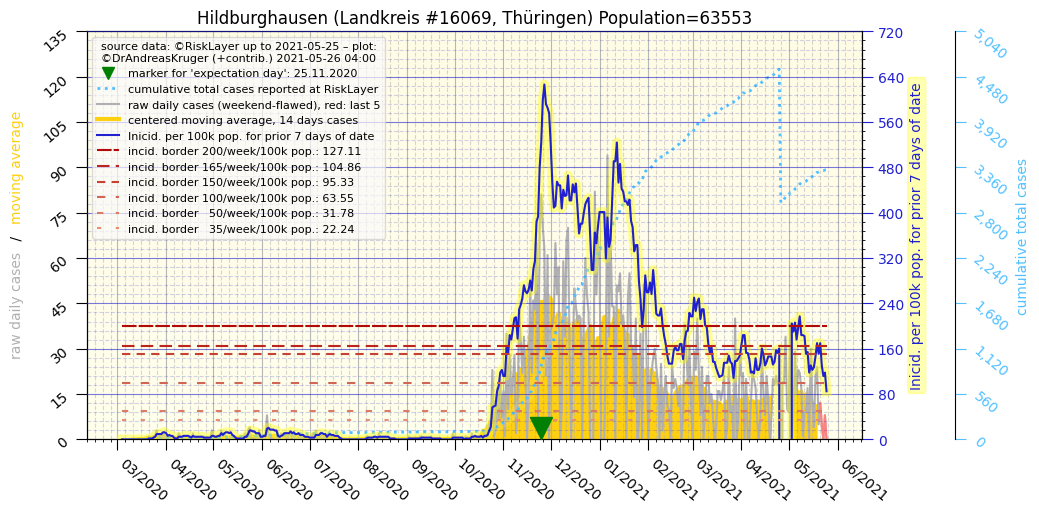 Hildburghausen (Landkreis #16069, Thüringen) Population=63553
source data: ©RiskLayer up to 2021-05-25 – plot:
©DrAndreasKruger (+contrib.) 2021-05-26 04:00
marker for 'expectation day': 25.11.2020
cumulative total cases reported at RiskLayer
raw daily cases (weekend-flawed), red: last 5
centered moving average, 14 days cases
Inicid. per 100k pop. for prior 7 days of date
incid. border 200/week/100k pop.: 127.11
incid. border 165/week/100k pop.: 104.86
incid. border 150/week/100k pop.: 95.33
incid. border 100/week/100k pop.: 63.55
incid. border 50/week/100k pop.: 31.78
incid. border 35/week/100k pop.: 22.24
raw daily cases / moving average
135
120
105
90
75
60
45
30
15
0
720
640
560
480
400
320
240
160
80
0
Inicid. per 100k pop. for prior 7 days of date
5,040
4,480
3,920
3,360
2,800
2,240
1,680
1,120
560
0
cumulative total cases
03/2020
04/2020
05/2020
06/2020
07/2020
08/2020
09/2020
10/2020
11/2020
12/2020
01/2021
02/2021
03/2021
04/2021
05/2021
06/2021